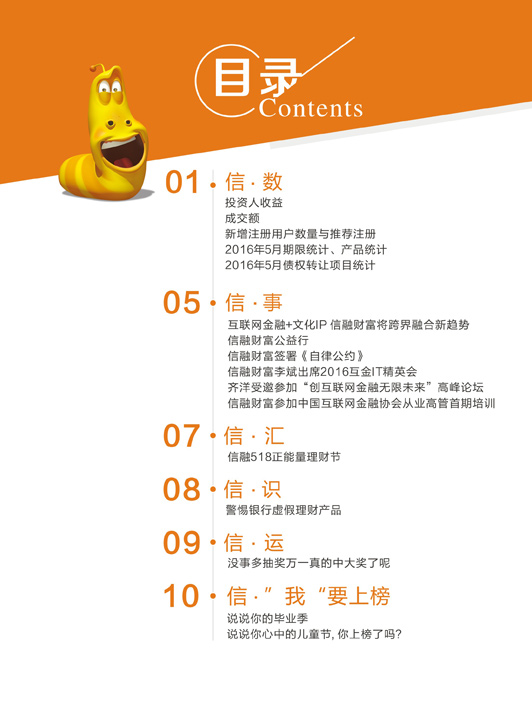 目录
Contents
01 信·数
投资人收益
成交额
新增注册用户数量与推荐注册
2016年5月期限统计、产品统计
2016年5月债权转让项目统计
05 信·事
互联网金融+文化IP 信融财富将跨界融合新趋势
信融财富公益行
信融财富签署《自律公约》
信融财富李斌出席2016互金IT精英会
齐洋受邀参加“创互联网金融无限未来”高峰论坛
信融财富参加中国互联网金融协会从业高管首期培训
07 信·汇
信融518正能量理财节
08 信·识
警惕银行虚假理财产品
09 信·运
没事多抽奖万一真的中大奖了呢
10 信·”我“要上榜
说说你的毕业季
说说你心中的儿童节, 你上榜了吗?